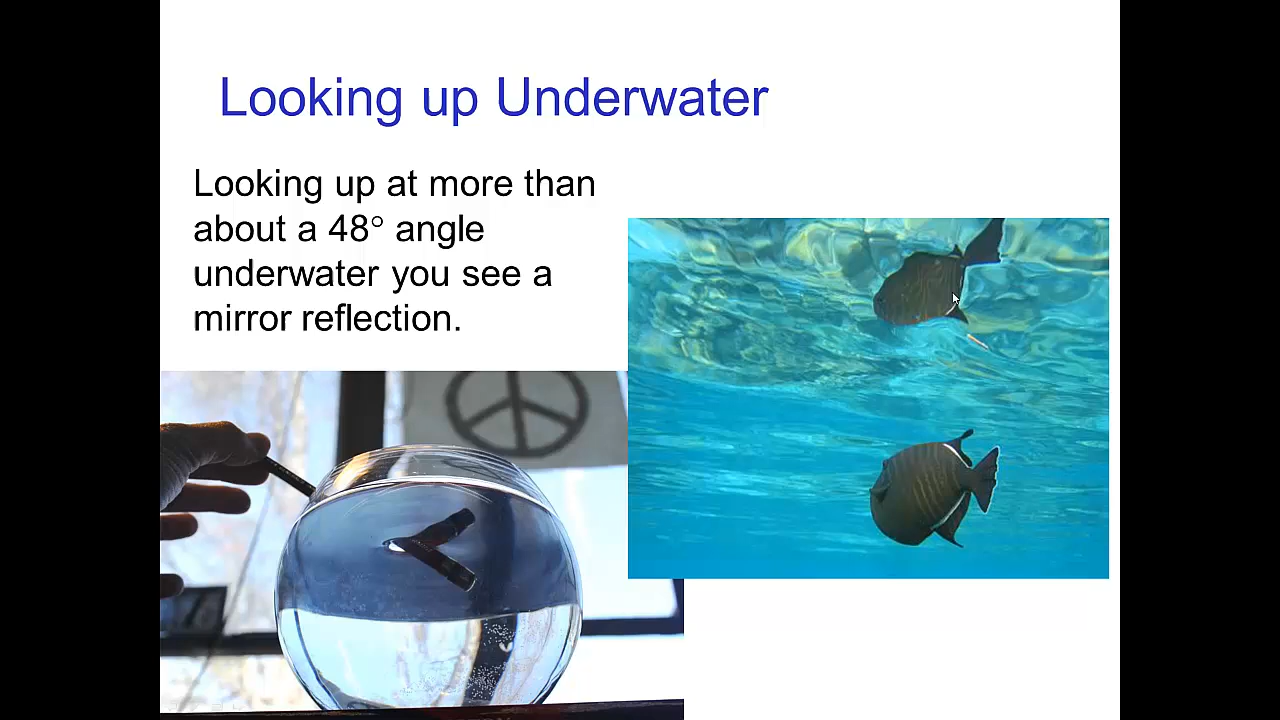 Looking up Underwater
Looking up at more than
about a 48° angle
underwater you see a
mirror reflection.